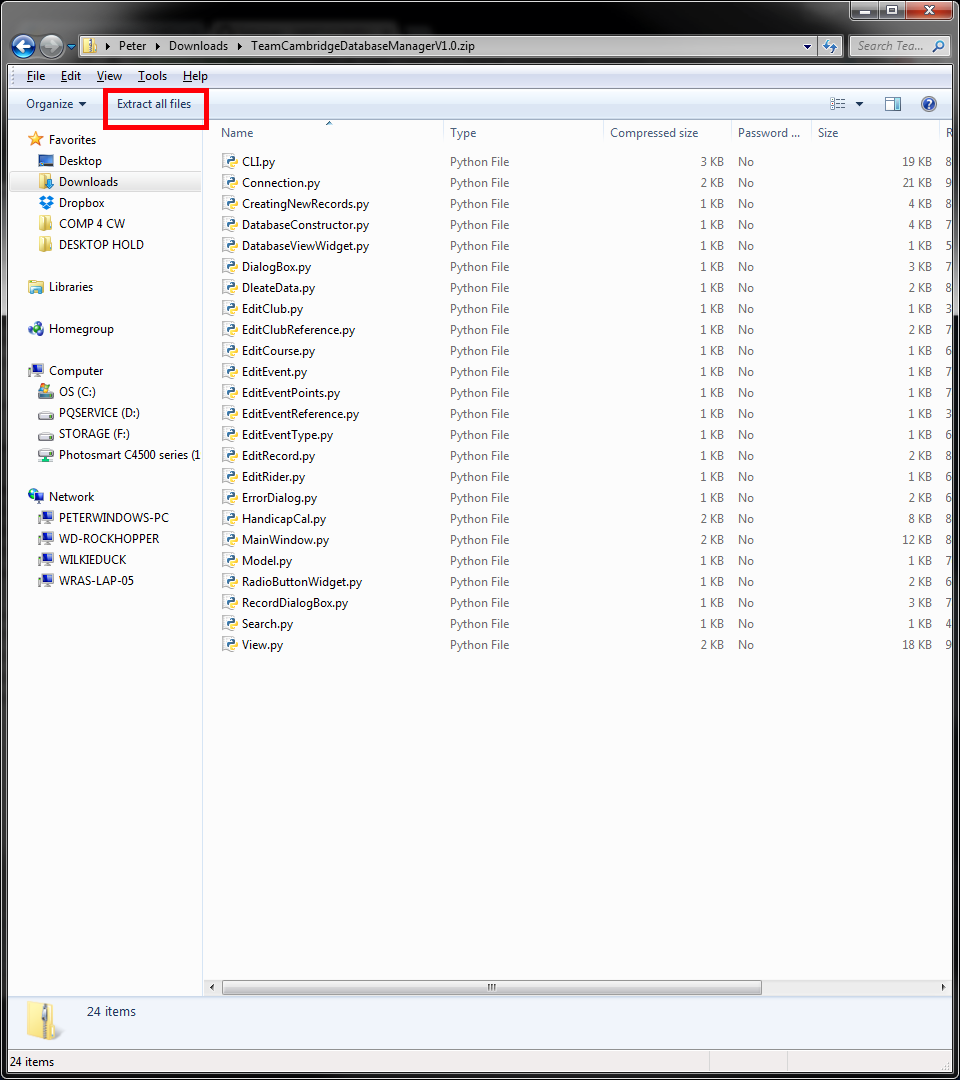 Peter Downloads TeamCambridgeDatabaseManagerV1.0.zip Search Tea...
File Edit View Tools Help
Organize Extract all files
Name Type Compressed size Password ... Size R
Favorites
Desktop
Downloads
Dropbox
COMP 4 CW
DESKTOP HOLD
Libraries
Homegroup
Computer
OS (C:)
PQSERVICE (D:)
STORAGE (F:)
Photosmart C4500 series (1
Network
PETERWINDOWS-PC
WD-ROCKHOPPER
WILKIEDUCK
WRAS-LAP-05
CLI.py Python File 3 KB No 19 KB 8
Connection.py Python File 2 KB No 21 KB 9
CreatingNewRecords.py Python File 1 KB No 4 KB 8
DatabaseConstructor.py Python File 1 KB No 4 KB 7
DatabaseViewWidget.py Python File 1 KB No 1 KB 5
DialogBox.py Python File 1 KB No 3 KB 7
DleateData.py Python File 1 KB No 2 KB 8
EditClub.py Python File 1 KB No 1 KB 3
EditClubReference.py Python File 1 KB No 2 KB 7
EditCourse.py Python File 1 KB No 1 KB 6
EditEvent.py Python File 1 KB No 1 KB 7
EditEventPoints.py Python File 1 KB No 1 KB 7
EditEventReference.py Python File 1 KB No 1 KB 3
EditEventType.py Python File 1 KB No 1 KB 6
EditRecord.py Python File 1 KB No 2 KB 8
EditRider.py Python File 1 KB No 1 KB 6
ErrorDialog.py Python File 1 KB No 2 KB 6
HandicapCal.py Python File 2 KB No 8 KB 8
MainWindow.py Python File 2 KB No 12 KB 8
Model.py Python File 1 KB No 1 KB 7
RadioButtonWidget.py Python File 1 KB No 2 KB 6
RecordDialogBox.py Python File 1 KB No 3 KB 7
Search.py Python File 1 KB No 1 KB 4
View.py Python File 2 KB No 18 KB 9
24 items
24 items